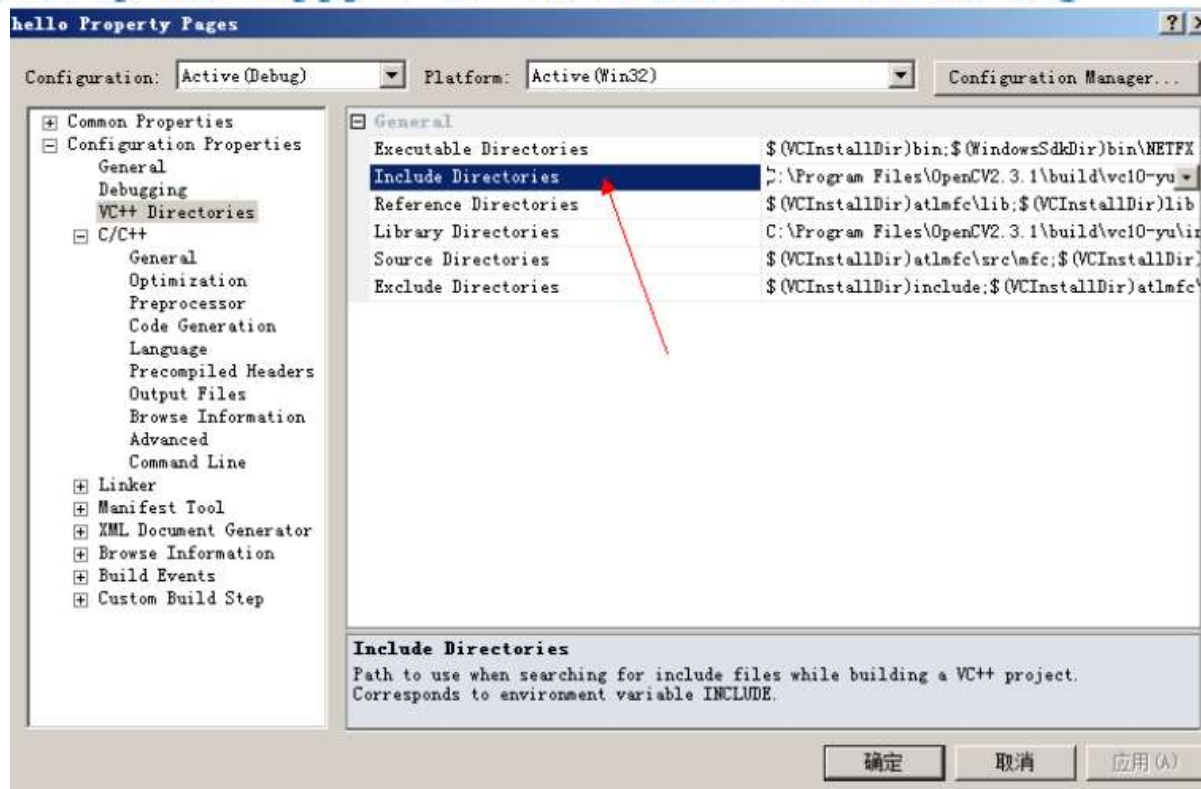 hello Property Pages
Configuration: Active(Debug) Platform: Active(Win32) Configuration Manager...
Common Properties
Configuration Properties
General
Debugging
VC++ Directories
C/C++
General
Optimization
Preprocessor
Code Generation
Language
Precompiled Headers
Output Files
Browse Information
Advanced
Command Line
Linker
Manifest Tool
XML Document Generator
Browse Information
Build Events
Custom Build Step
General
Executable Directories $(VCInstallDir)bin;$(WindowsSdkDir)bin\NETFX
Include Directories C:\Program Files\OpenCV2.3.1\build\vc10-yu
Reference Directories $(VCInstallDir)atlmfc\lib;$(VCInstallDir)lib
Library Directories C:\Program Files\OpenCV2.3.1\build\vc10-yu\in
Source Directories $(VCInstallDir)atlmfc\src\mfc;$(VCInstallDir)
Exclude Directories $(VCInstallDir)include;$(VCInstallDir)atlmfc\
Include Directories
Path to use when searching for include files while building a VC++ project.
Corresponds to environment variable INCLUDE.
确定 取消 应用(A)